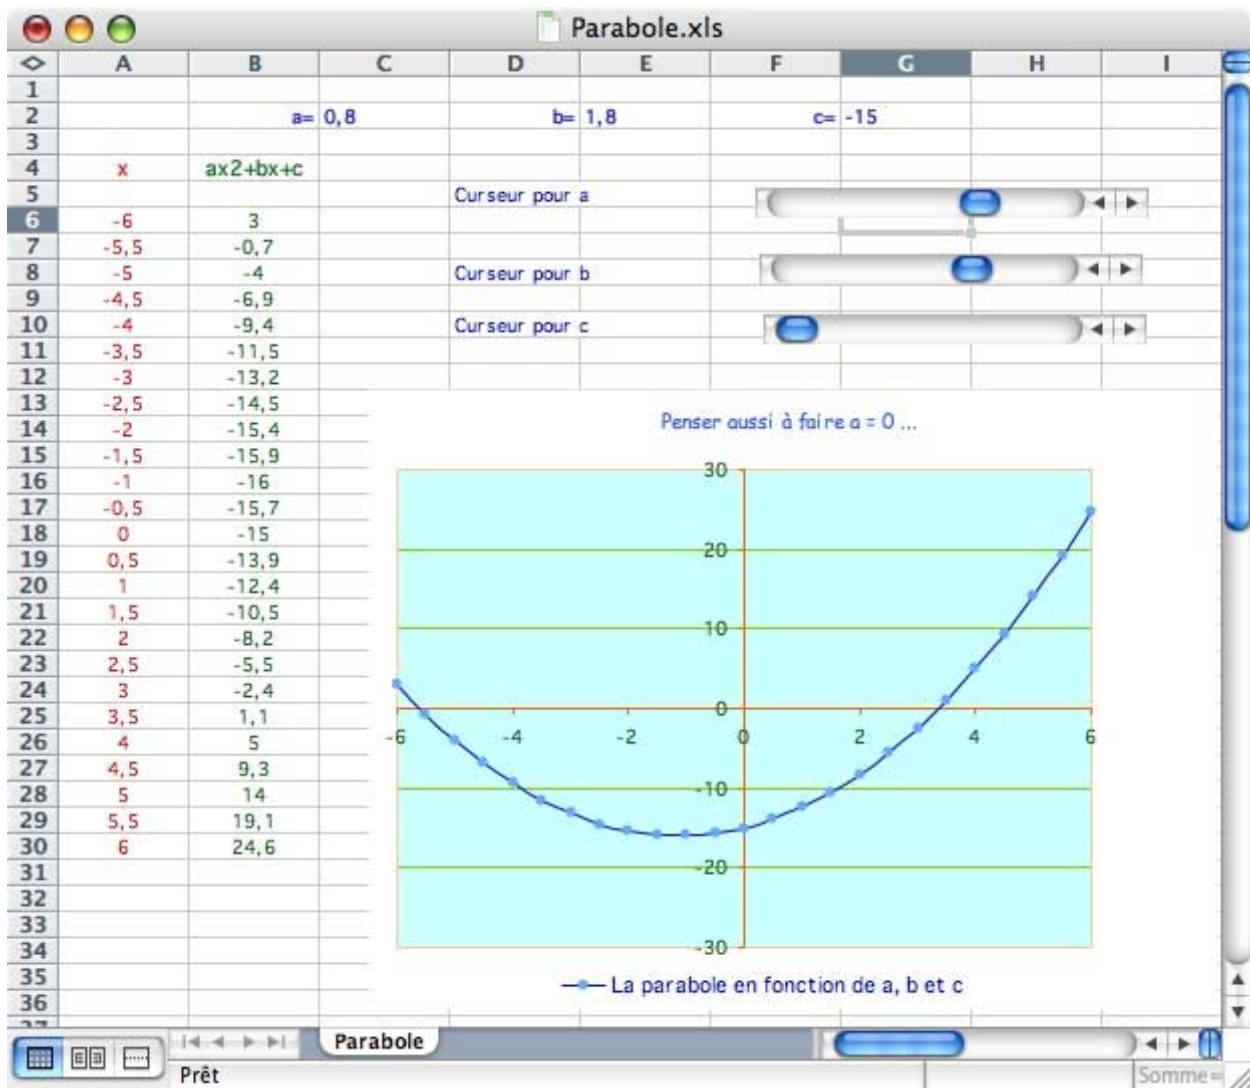 Parabole.xls
A B C D E F G H I
1
2 a= 0,8 b= 1,8 c= -15
3
4 x ax2+bx+c
5 Curseur pour a
6 -6 3
7 -5,5 -0,7
8 -5 -4 Curseur pour b
9 -4,5 -6,9
10 -4 -9,4 Curseur pour c
11 -3,5 -11,5
12 -3 -13,2
13 -2,5 -14,5
14 -2 -15,4
15 -1,5 -15,9
16 -1 -16
17 -0,5 -15,7
18 0 -15
19 0,5 -13,9
20 1 -12,4
21 1,5 -10,5
22 2 -8,2
23 2,5 -5,5
24 3 -2,4
25 3,5 1,1
26 4 5
27 4,5 9,3
28 5 14
29 5,5 19,1
30 6 24,6
31
32
33
34
35
36
37
Penser aussi à faire a = 0 ...
30
20
10
0
-6 -4 -2 0 2 4 6
-10
-20
-30
La parabole en fonction de a, b et c
Parabole
Prêt
Somme=